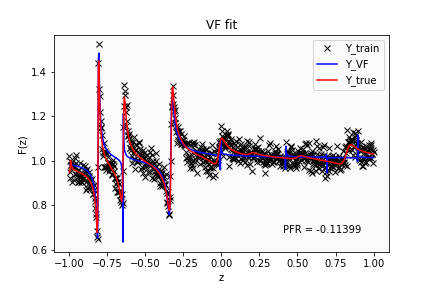 VF fit
Y_train
Y_VF
Y_true
1.4
1.2
1.0
0.8
0.6
F(z)
PFR = -0.11399
−1.00 −0.75 −0.50 −0.25 0.00 0.25 0.50 0.75 1.00
z